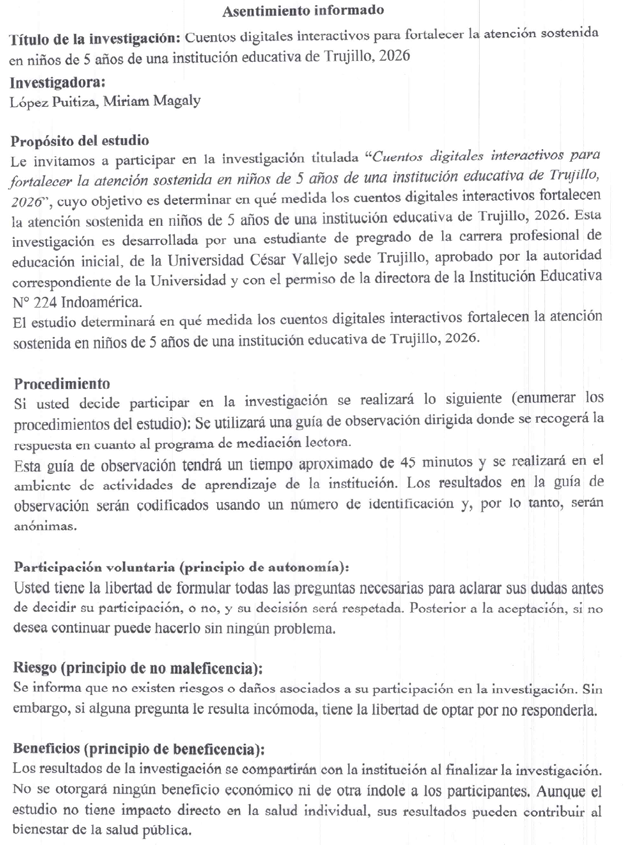 Asentimiento informado
Título de la investigación: Cuentos digitales interactivos para fortalecer la atención sostenida
en niños de 5 años de una institución educativa de Trujillo, 2026
Investigadora:
López Puitiza, Miriam Magaly
Propósito del estudio
Le invitamos a participar en la investigación titulada “Cuentos digitales interactivos para
fortalecer la atención sostenida en niños de 5 años de una institución educativa de Trujillo,
2026”, cuyo objetivo es determinar en qué medida los cuentos digitales interactivos fortalecen
la atención sostenida en niños de 5 años de una institución educativa de Trujillo, 2026. Esta
investigación es desarrollada por una estudiante de pregrado de la carrera profesional de
educación inicial, de la Universidad César Vallejo sede Trujillo, aprobado por la autoridad
correspondiente de la Universidad y con el permiso de la directora de la Institución Educativa
N° 224 Indoamérica.
El estudio determinará en qué medida los cuentos digitales interactivos fortalecen la atención
sostenida en niños de 5 años de una institución educativa de Trujillo, 2026.
Procedimiento
Si usted decide participar en la investigación se realizará lo siguiente (enumerar los
procedimientos del estudio): Se utilizará una guía de observación dirigida donde se recogerá la
respuesta en cuanto al programa de mediación lectora.
Esta guía de observación tendrá un tiempo aproximado de 45 minutos y se realizará en el
ambiente de actividades de aprendizaje de la institución. Los resultados en la guía de
observación serán codificados usando un número de identificación y, por lo tanto, serán
anónimas.
Participación voluntaria (principio de autonomía):
Usted tiene la libertad de formular todas las preguntas necesarias para aclarar sus dudas antes
de decidir su participación, o no, y su decisión será respetada. Posterior a la aceptación, si no
desea continuar puede hacerlo sin ningún problema.
Riesgo (principio de no maleficencia):
Se informa que no existen riesgos o daños asociados a su participación en la investigación. Sin
embargo, si alguna pregunta le resulta incómoda, tiene la libertad de optar por no responderla.
Beneficios (principio de beneficencia):
Los resultados de la investigación se compartirán con la institución al finalizar la investigación.
No se otorgará ningún beneficio económico ni de otra índole a los participantes. Aunque el
estudio no tiene impacto directo en la salud individual, sus resultados pueden contribuir al
bienestar de la salud pública.